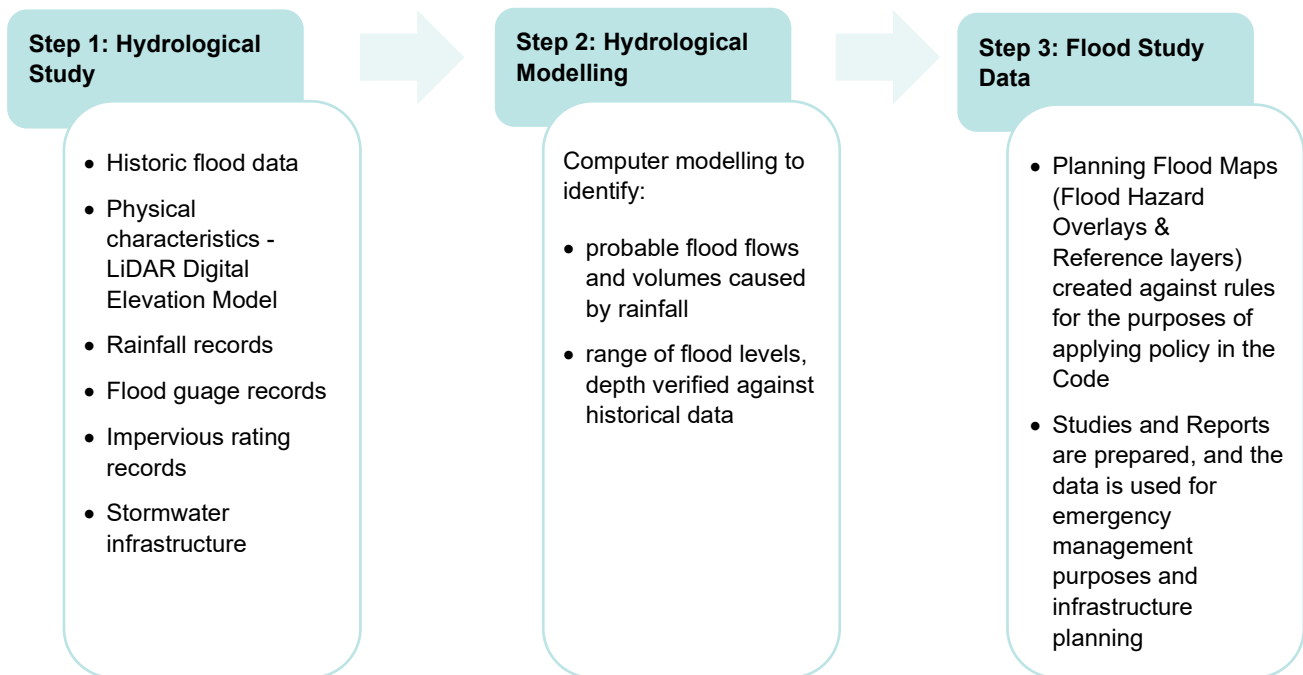 Step 1: Hydrological
Study
• Historic flood data
• Physical
characteristics -
LiDAR Digital
Elevation Model
• Rainfall records
• Flood guage records
• Impervious rating
records
• Stormwater
infrastructure
Step 2: Hydrological
Modelling
Computer modelling to
identify:
• probable flood flows
and volumes caused
by rainfall
• range of flood levels,
depth verified against
historical data
Step 3: Flood Study
Data
• Planning Flood Maps
(Flood Hazard
Overlays &
Reference layers)
created against rules
for the purposes of
applying policy in the
Code
• Studies and Reports
are prepared, and the
data is used for
emergency
management
purposes and
infrastructure
planning